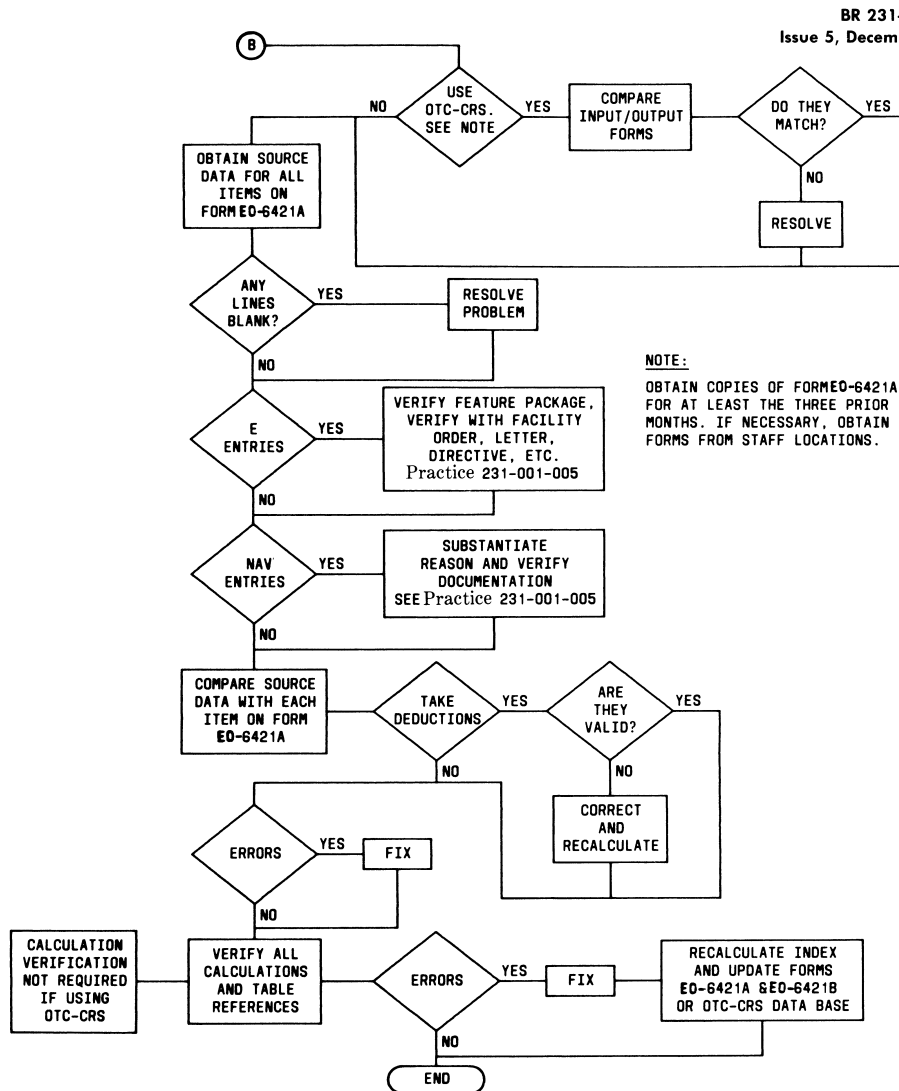 BR 231-
Issue 5, Decem
B
USE
OTC-CRS.
SEE NOTE
NO
YES
COMPARE
INPUT/OUTPUT
FORMS
DO THEY
MATCH?
YES
NO
RESOLVE
OBTAIN SOURCE
DATA FOR ALL
ITEMS ON
FORM EO-6421A
ANY
LINES
BLANK?
YES
RESOLVE
PROBLEM
NO
NOTE:
OBTAIN COPIES OF FORM EO-6421A
FOR AT LEAST THE THREE PRIOR
MONTHS. IF NECESSARY, OBTAIN
FORMS FROM STAFF LOCATIONS.
E
ENTRIES
YES
VERIFY FEATURE PACKAGE,
VERIFY WITH FACILITY
ORDER, LETTER,
DIRECTIVE, ETC.
Practice 231-001-005
NO
NAV
ENTRIES
YES
SUBSTANTIATE
REASON AND VERIFY
DOCUMENTATION
SEE Practice 231-001-005
NO
COMPARE SOURCE
DATA WITH EACH
ITEM ON FORM
EO-6421A
TAKE
DEDUCTIONS
YES
ARE
THEY
VALID?
YES
NO
NO
CORRECT
AND
RECALCULATE
ERRORS
YES
FIX
NO
CALCULATION
VERIFICATION
NOT REQUIRED
IF USING
OTC-CRS
VERIFY ALL
CALCULATIONS
AND TABLE
REFERENCES
ERRORS
YES
FIX
RECALCULATE INDEX
AND UPDATE FORMS
EO-6421A & EO-6421B
OR OTC-CRS DATA BASE
NO
END